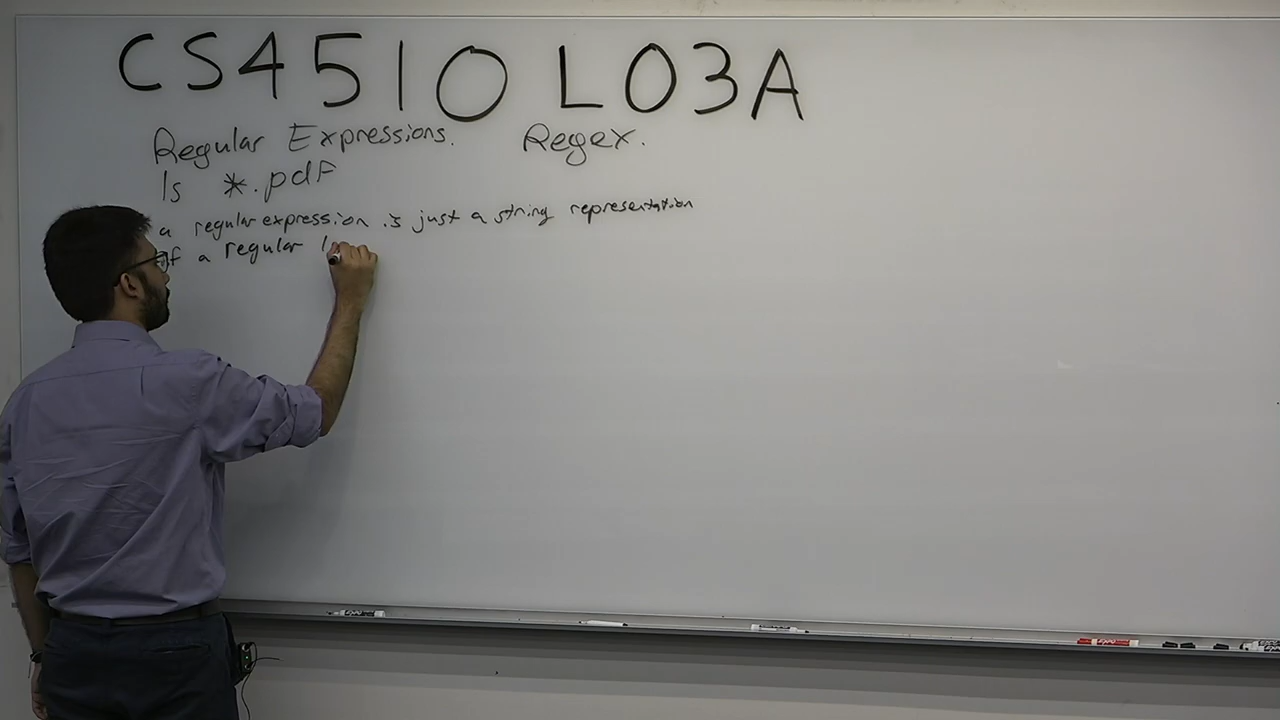 CS4510 L03A
Regular Expressions. Regex.
ls *.pdf
a regular expression is just a string representation
of a regular l